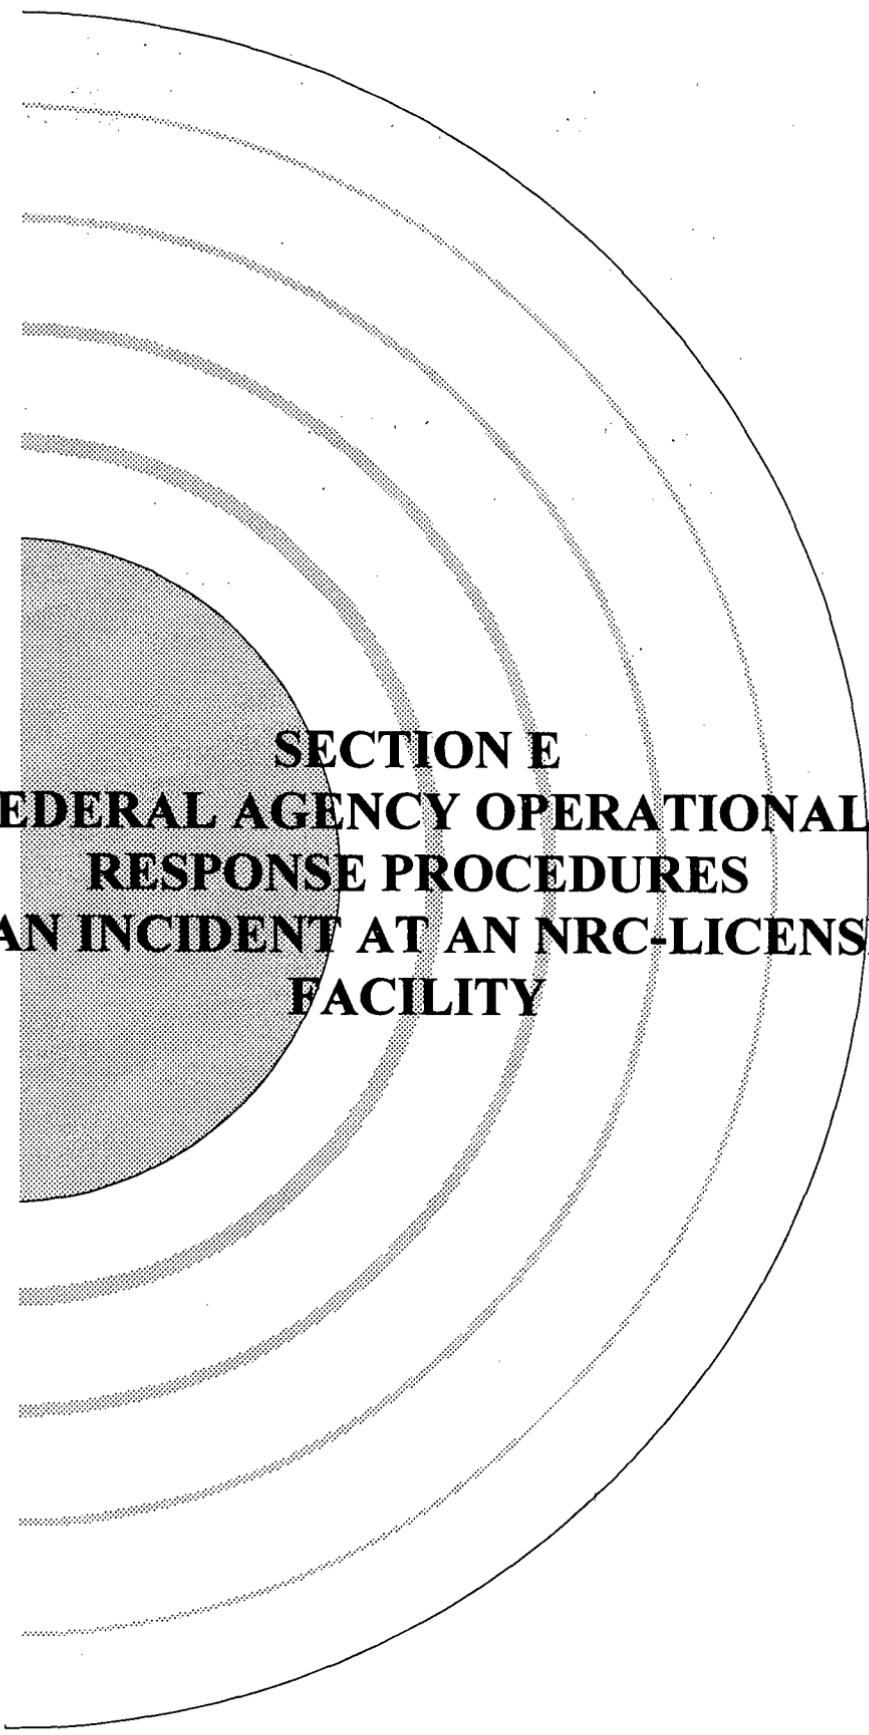 SECTION E
EDERAL AGENCY OPERATIONAL
RESPONSE PROCEDURES
AN INCIDENT AT AN NRC-LICENS
FACILITY